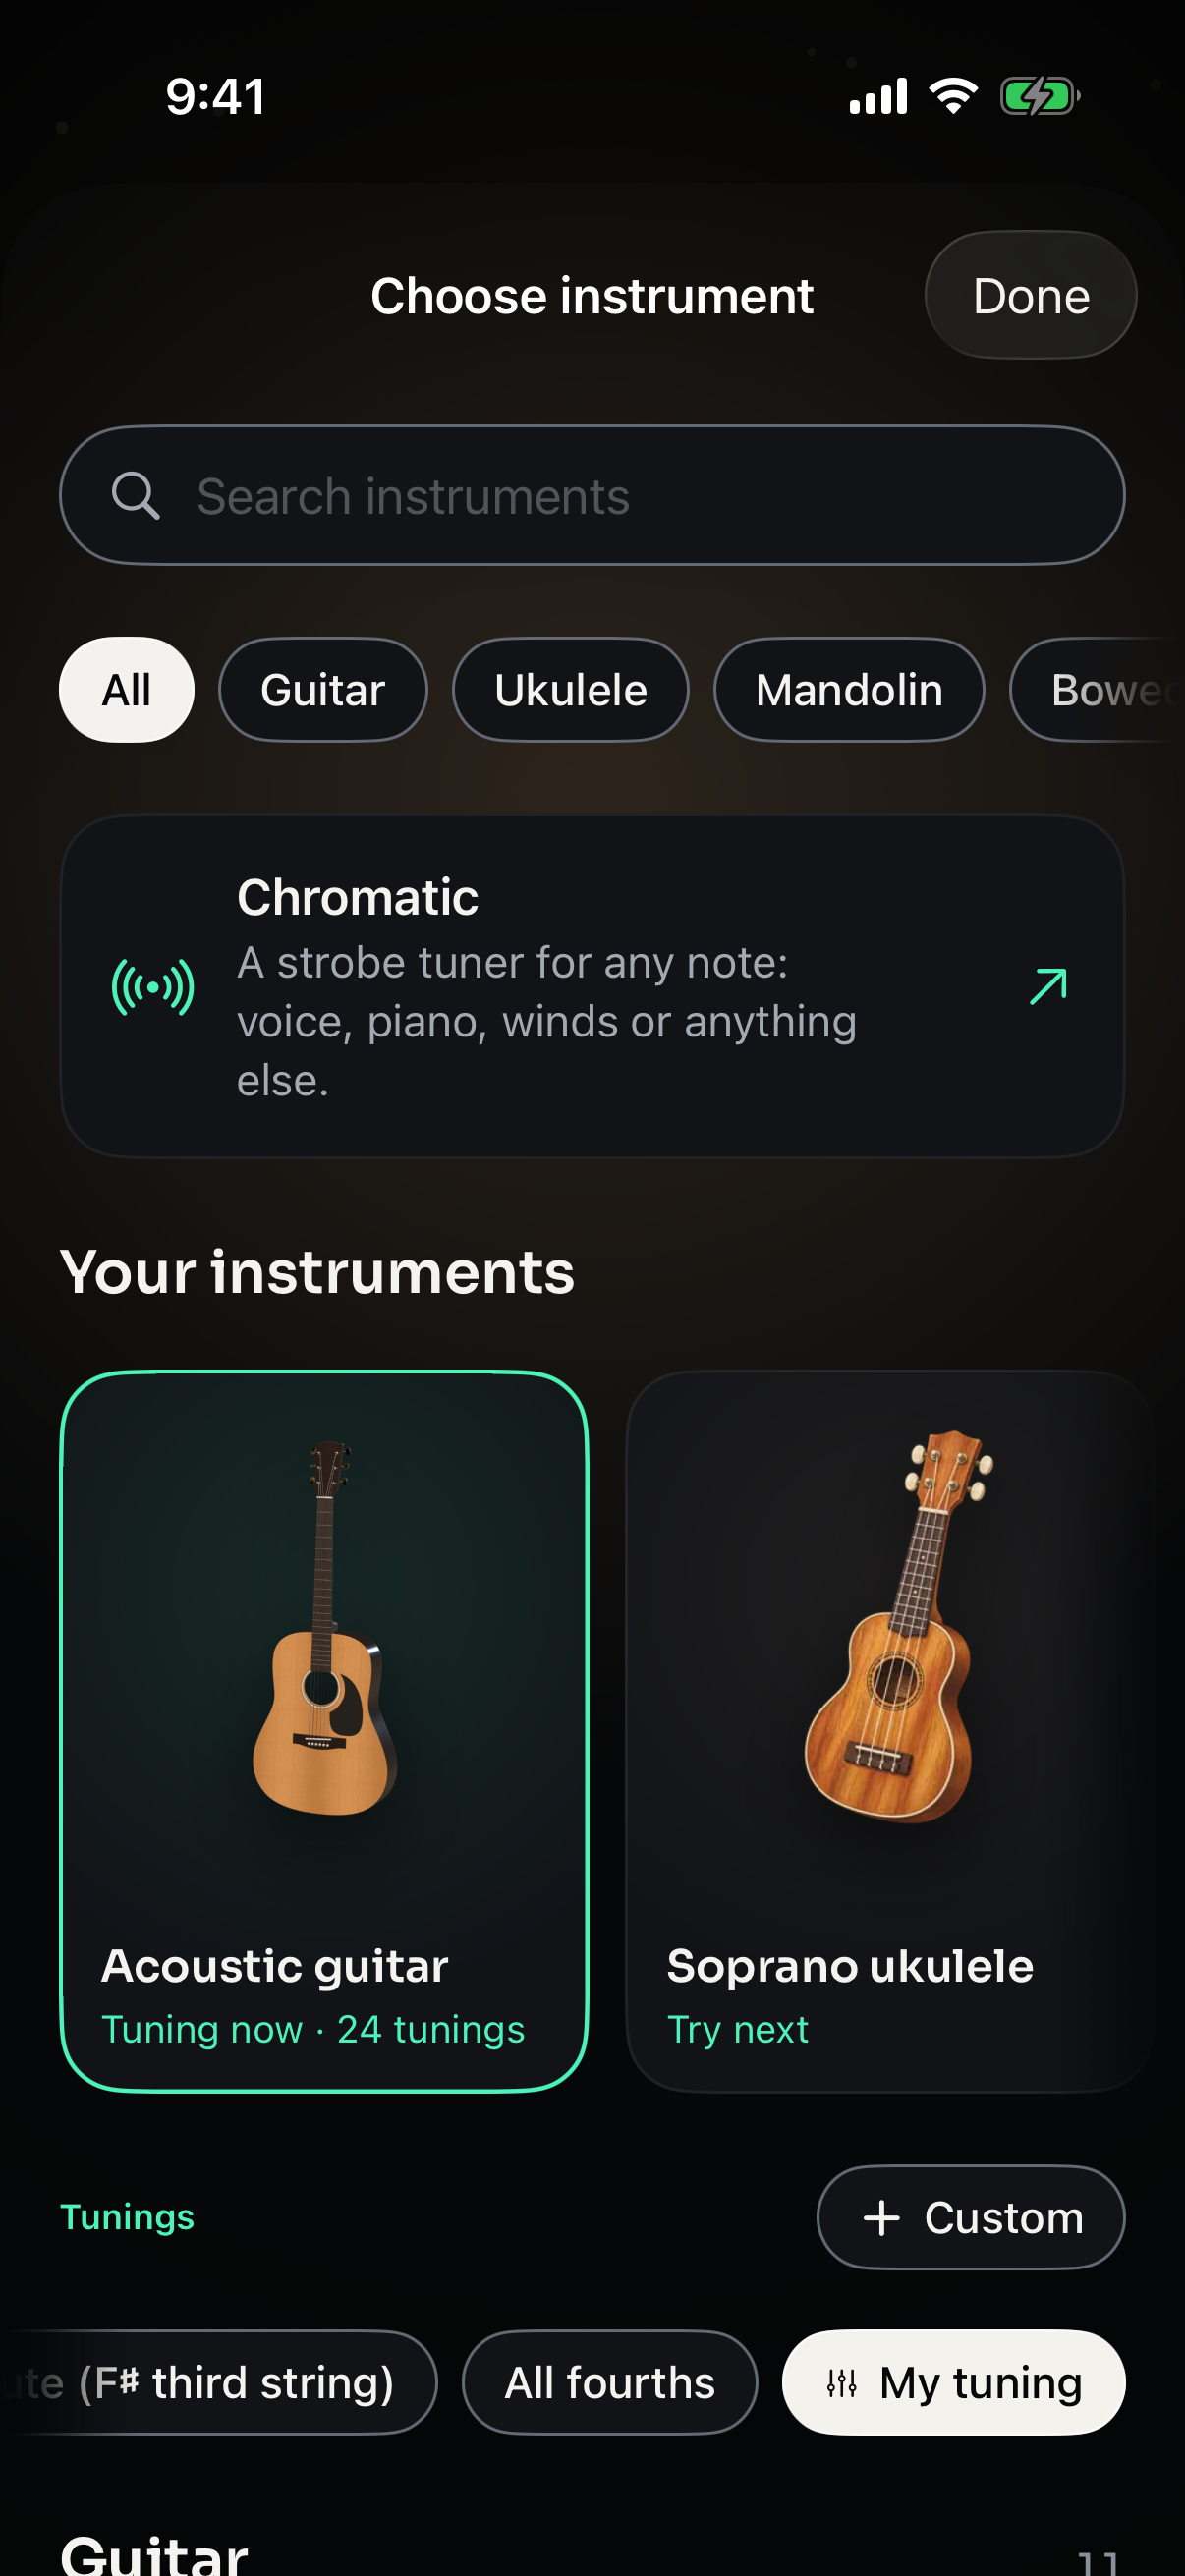 9:41
Choose instrument
Done
Search instruments
All
Guitar
Ukulele
Mandolin
Bowed
Chromatic
A strobe tuner for any note:
voice, piano, winds or anything
else.
Your instruments
Acoustic guitar
Tuning now · 24 tunings
Soprano ukulele
Try next
Tunings
+ Custom
(F♯ third string)
All fourths
My tuning
Guitar
11